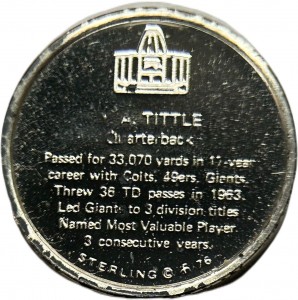 A. TITTLE
Quarterback
Passed for 33,070 yards in 17-year
career with Colts, 49ers, Giants.
Threw 36 TD passes in 1963.
Led Giants to 3 division titles
Named Most Valuable Player
3 consecutive years.
STERLING © F 76